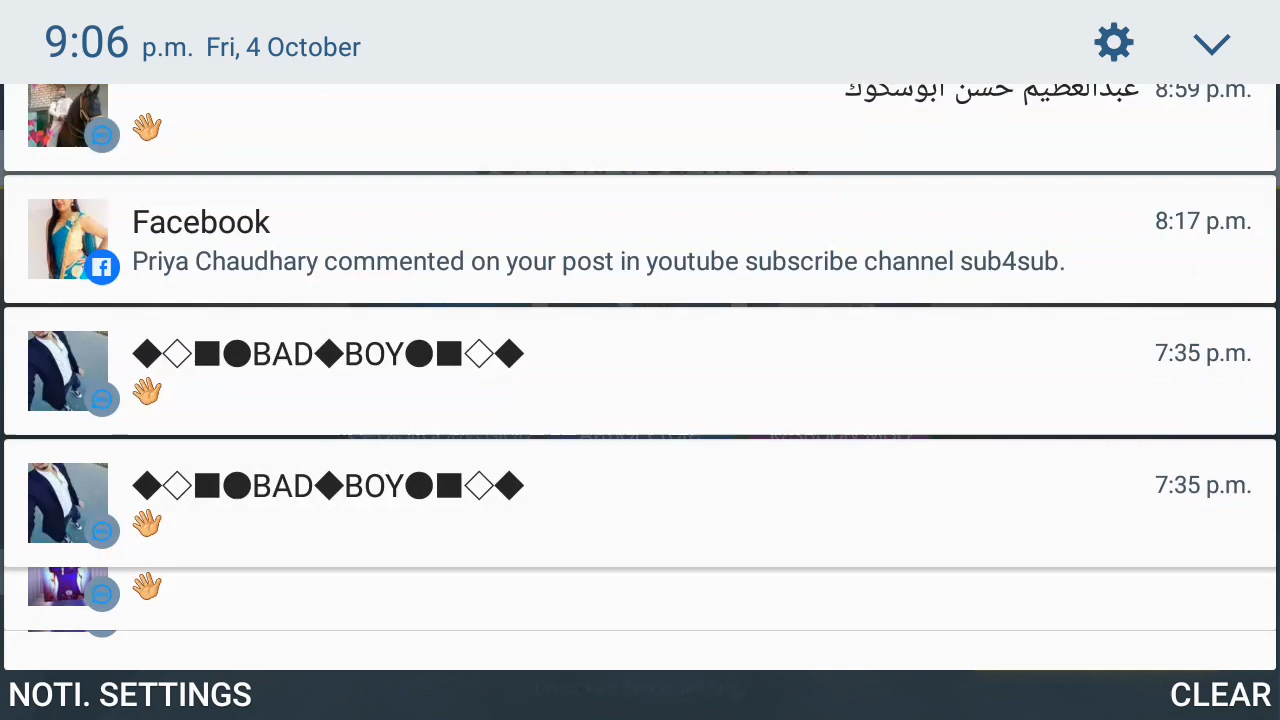 9:06 p.m. Fri, 4 October
عبدالعظيم حسن ابوسكوك 8:59 p.m.
👋
Facebook 8:17 p.m.
Priya Chaudhary commented on your post in youtube subscribe channel sub4sub.
◆◇■●BAD◆BOY●■◇◆ 7:35 p.m.
👋
◆◇■●BAD◆BOY●■◇◆ 7:35 p.m.
👋
👋
NOTI. SETTINGS CLEAR